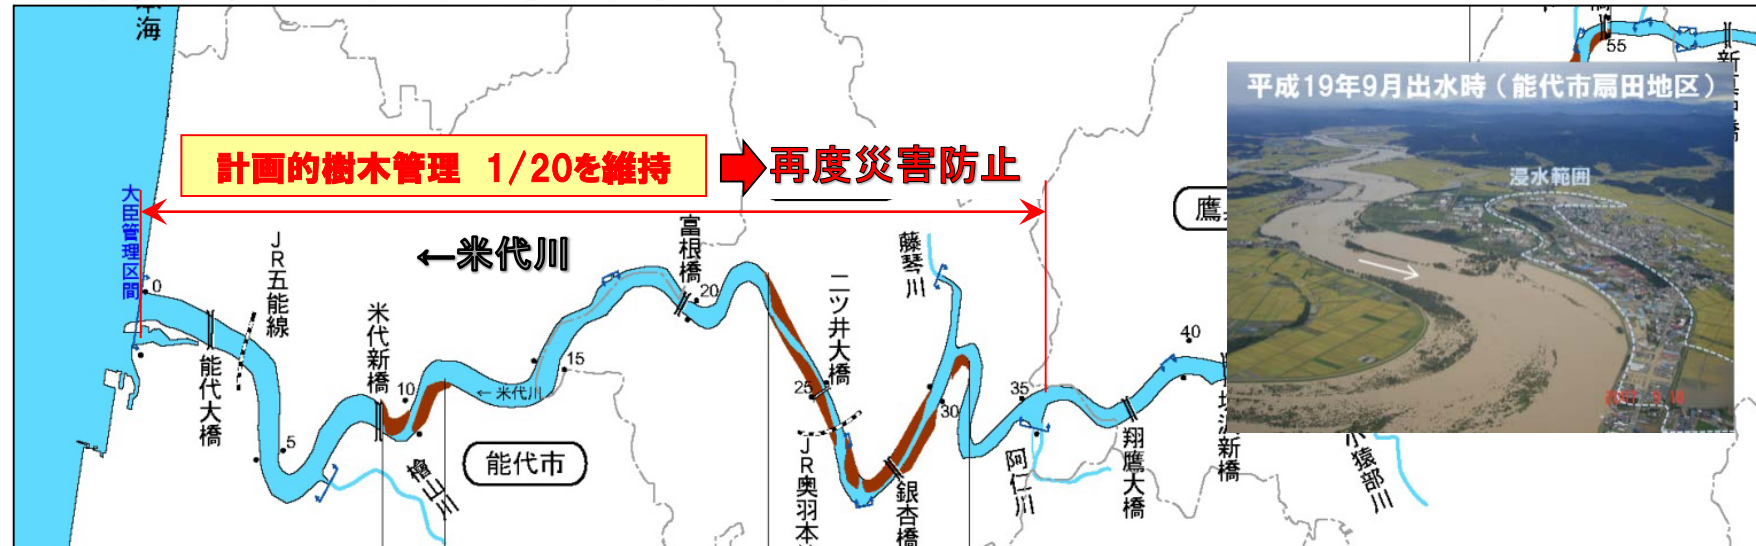 本海
平成19年9月出水時（能代市扇田地区）
浸水範囲
計画的樹木管理　1/20を維持
再度災害防止
大臣管理区間
←米代川
0
JR五能線
能代大橋
5
米代新橋
10
檜山川
能代市
←米代川
15
富根橋
20
二ツ井大橋
25
JR奥羽本
銀杏橋
藤琴川
30
35
阿仁川
翔鷹大橋
40
鷹
新橋
小猿部川
55